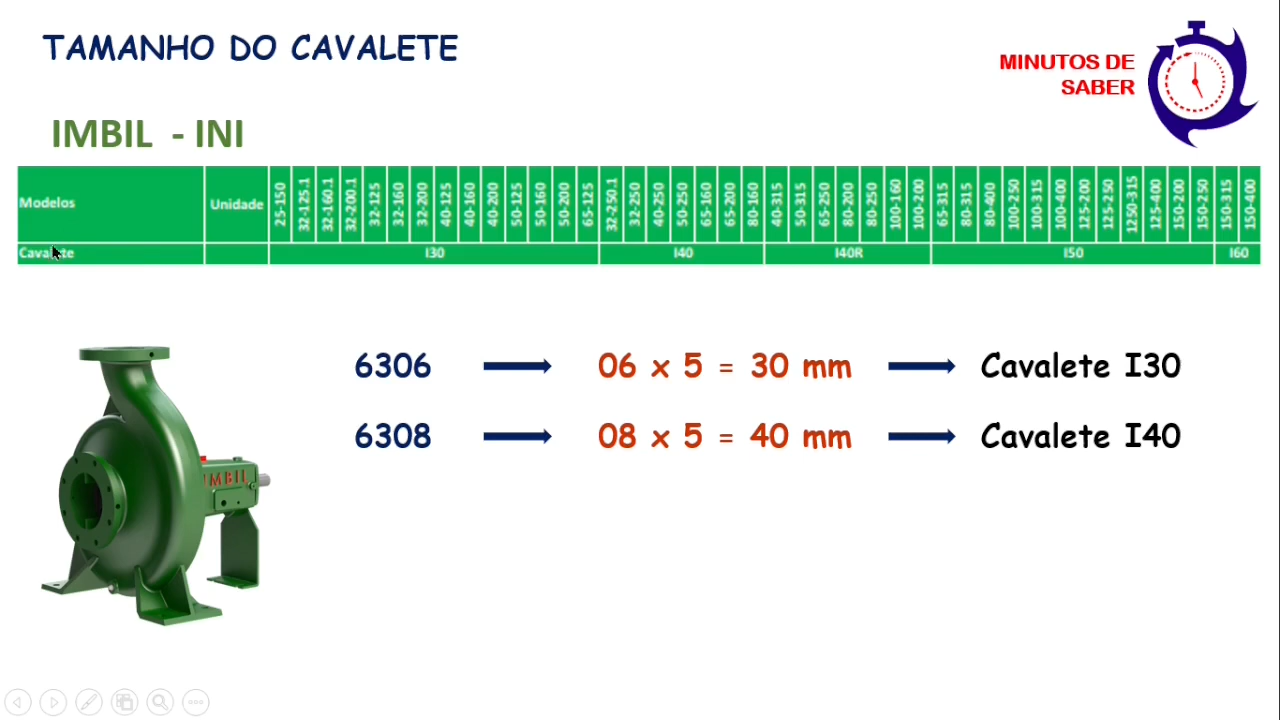 TAMANHO DO CAVALETE
MINUTOS DE
SABER
IMBIL - INI
Modelos Unidade 25-150 32-125.1 32-160.1 32-200.1 32-125 32-160 32-200 40-125 40-160 40-200 50-125 50-160 50-200 65-125 32-250.1 32-250 40-250 50-250 65-160 65-200 80-160 40-315 50-315 65-250 80-200 80-250 100-160 100-200 65-315 80-315 80-400 100-250 100-315 100-400 125-200 125-250 1250-315 125-400 150-200 150-250 150-315 150-400
Cavalete I30 I40 I40R I50 I60
6306 06 x 5 = 30 mm Cavalete I30
6308 08 x 5 = 40 mm Cavalete I40
IMBIL